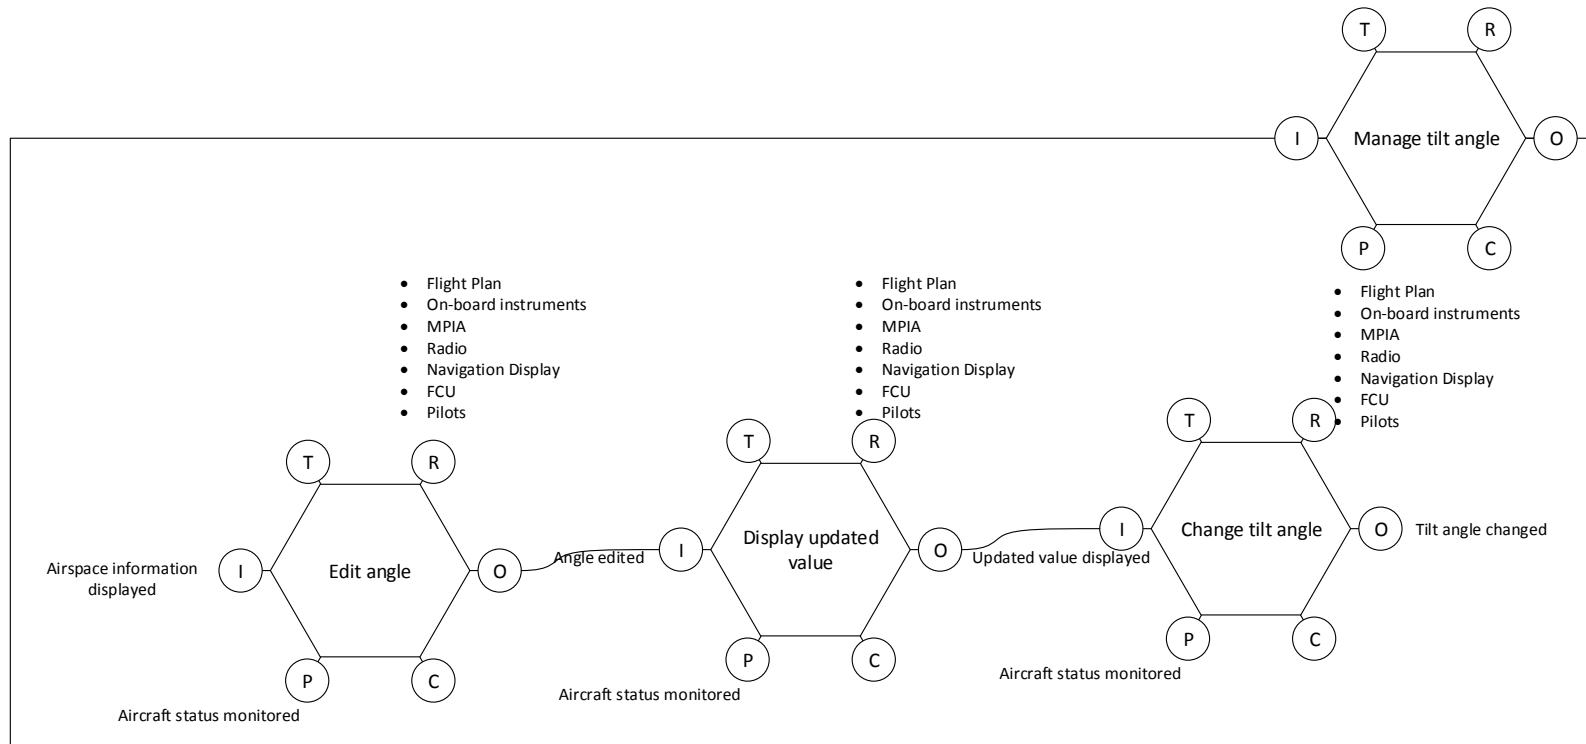 T
R
I
Manage tilt angle
O
P
C
• Flight Plan
• On-board instruments
• MPIA
• Radio
• Navigation Display
• FCU
• Pilots
T
R
Airspace information
displayed
I
Edit angle
O
P
C
Aircraft status monitored
Angle edited
• Flight Plan
• On-board instruments
• MPIA
• Radio
• Navigation Display
• FCU
• Pilots
T
R
I
Display updated
value
O
P
C
Aircraft status monitored
Updated value displayed
• Flight Plan
• On-board instruments
• MPIA
• Radio
• Navigation Display
• FCU
• Pilots
T
R
I
Change tilt angle
O
Tilt angle changed
P
C
Aircraft status monitored